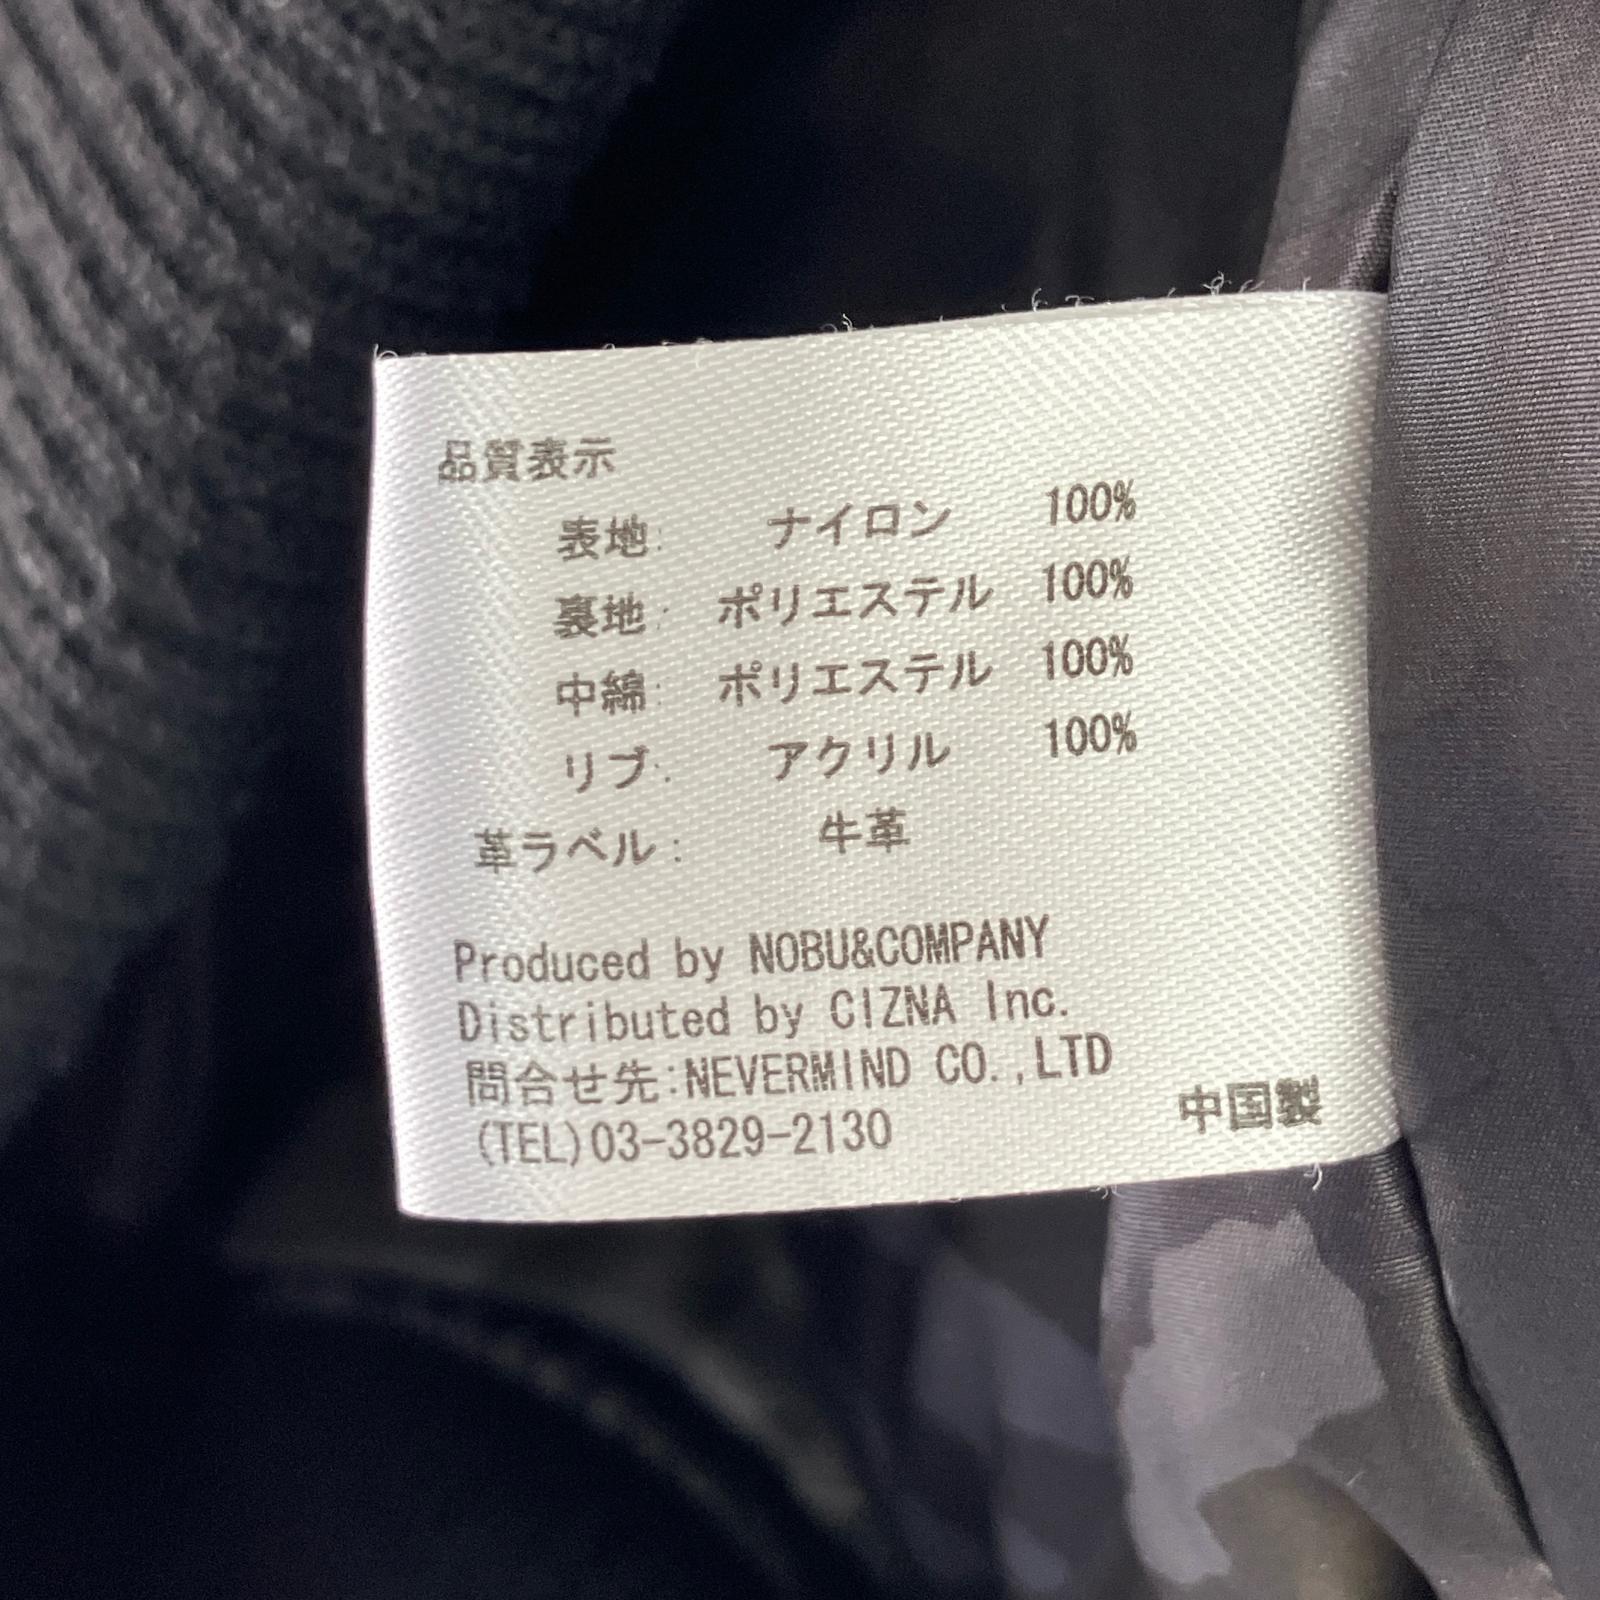 品質表示
表地: ナイロン 100%
裏地: ポリエステル 100%
中綿: ポリエステル 100%
リブ: アクリル 100%
革ラベル: 牛革
Produced by NOBU&COMPANY
Distributed by CIZNA Inc.
問合せ先:NEVERMIND CO.,LTD
(TEL)03-3829-2130
中国製